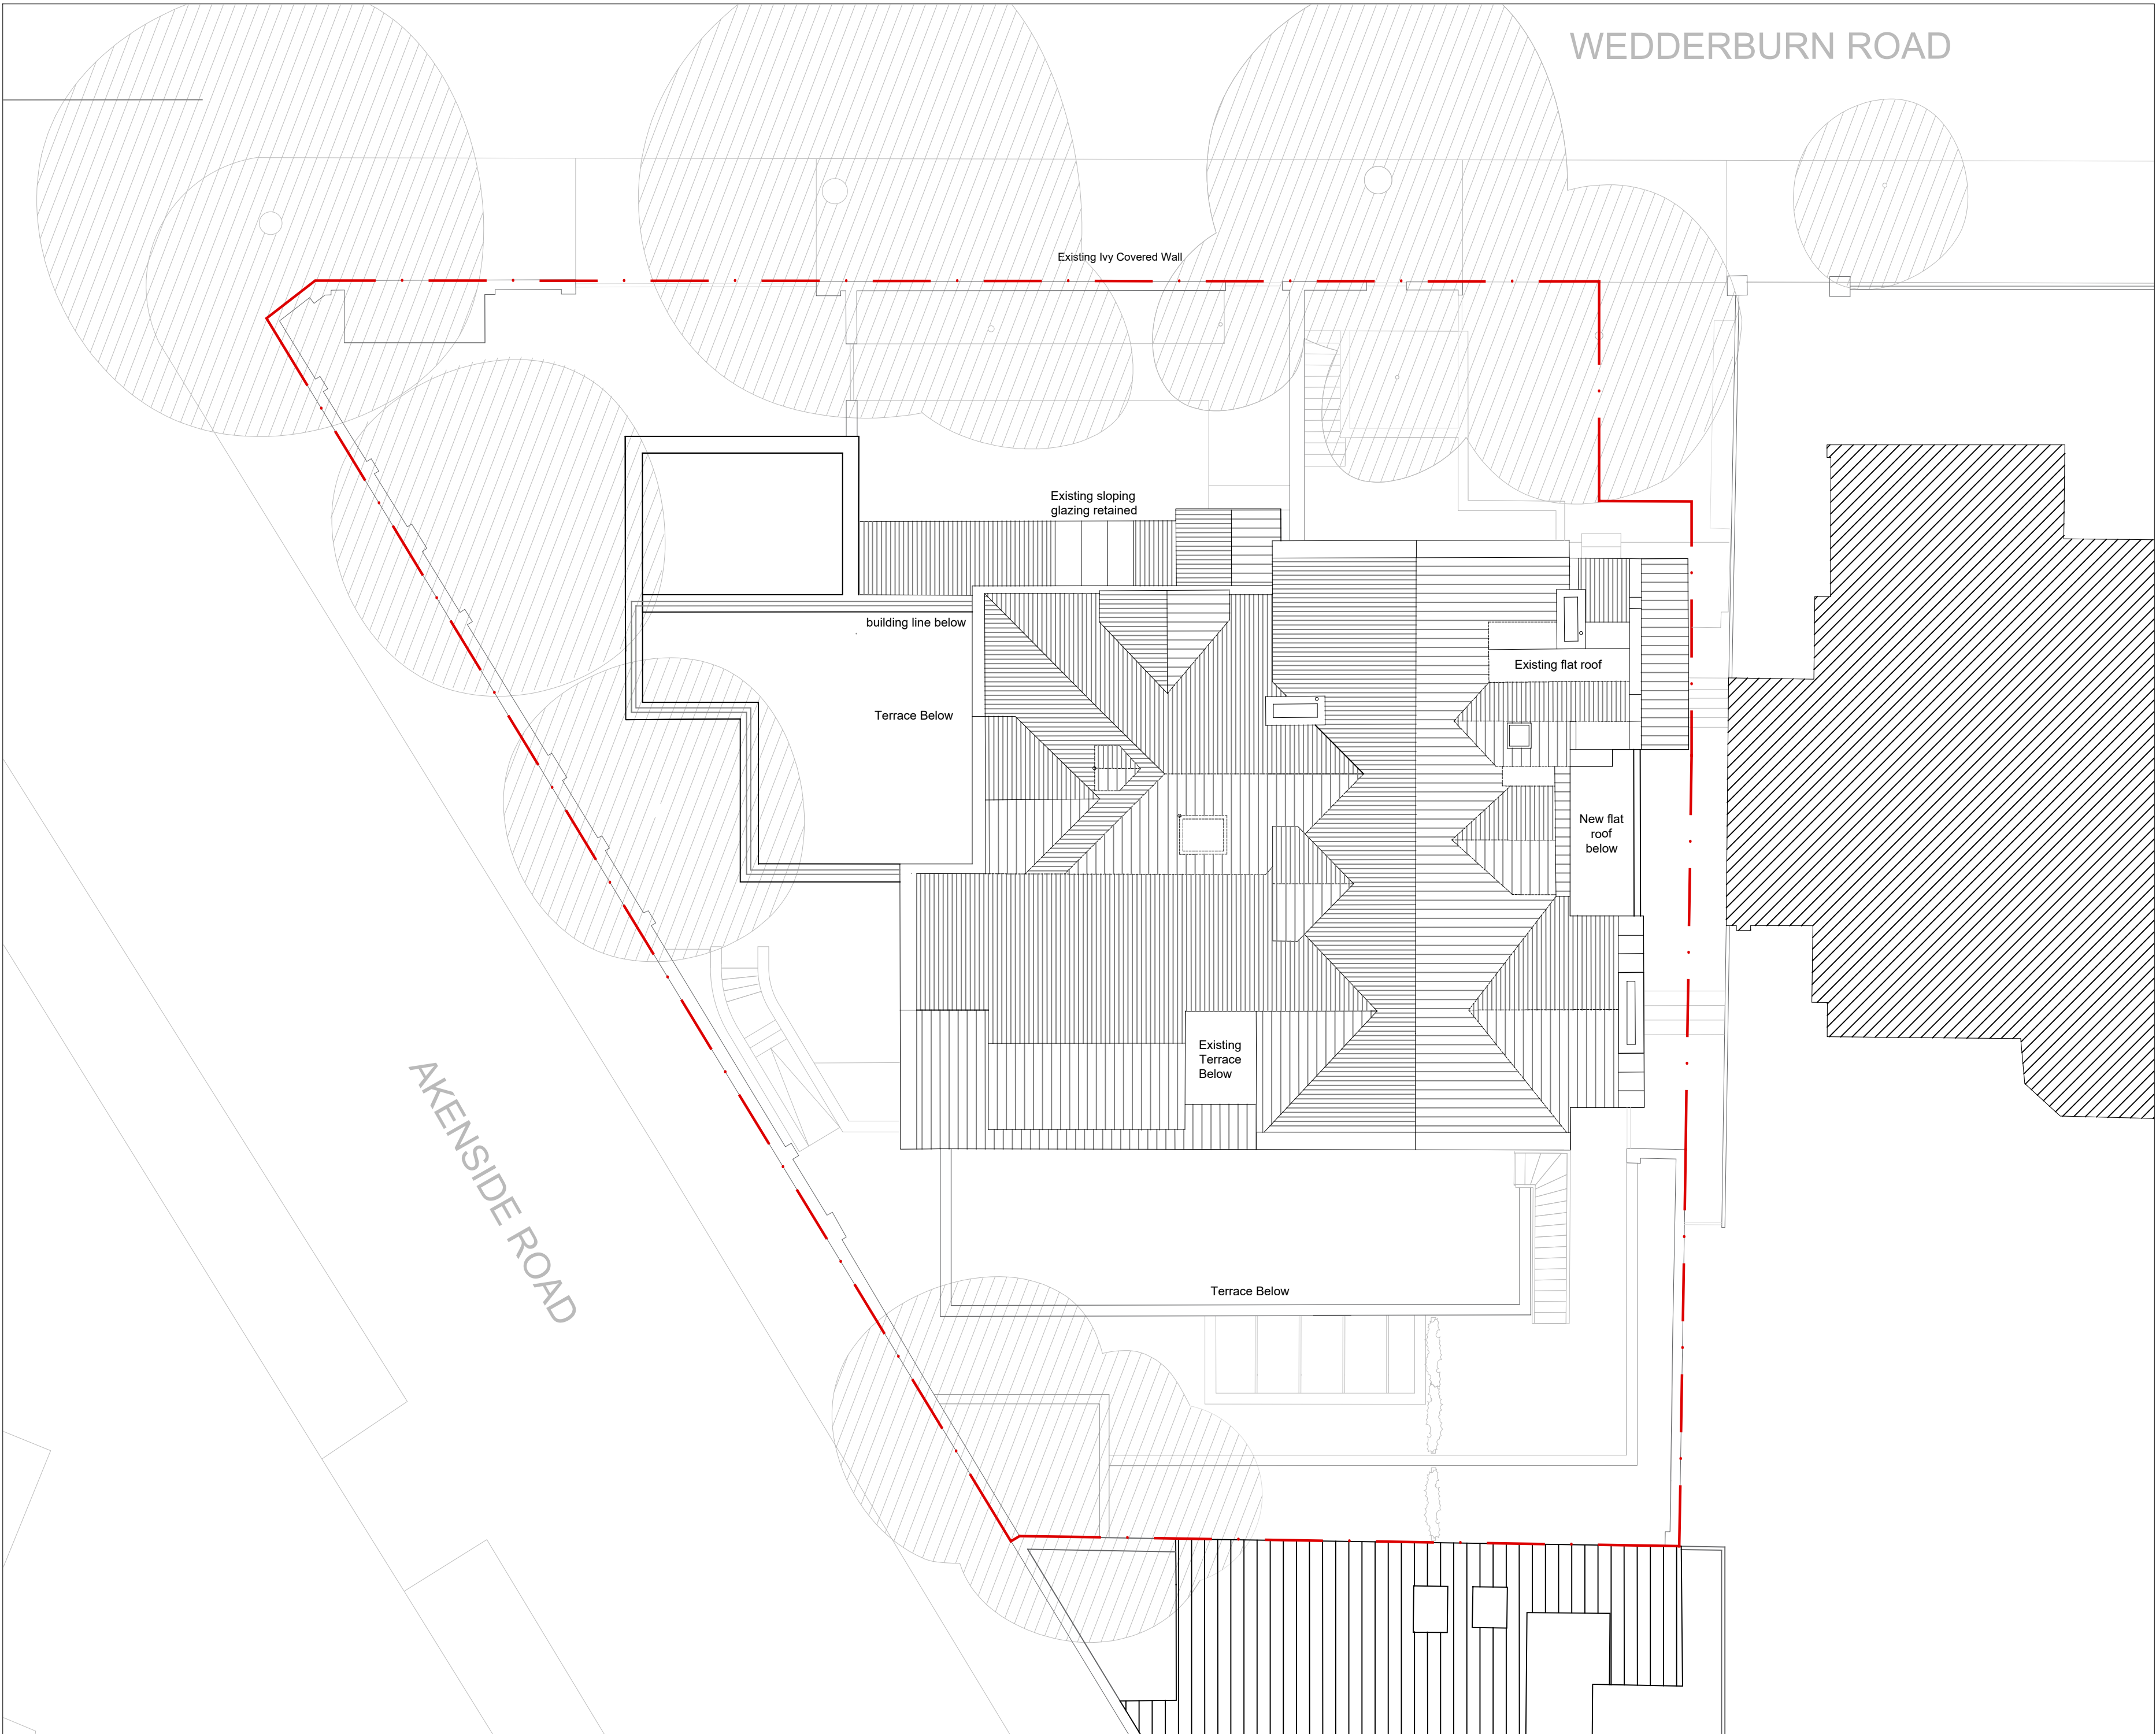 WEDDERBURN ROAD
Existing Ivy Covered Wall
Existing sloping
glazing retained
building line below
Existing flat roof
Terrace Below
New flat
roof
below
Existing
Terrace
Below
AKENSIDE ROAD
Terrace Below